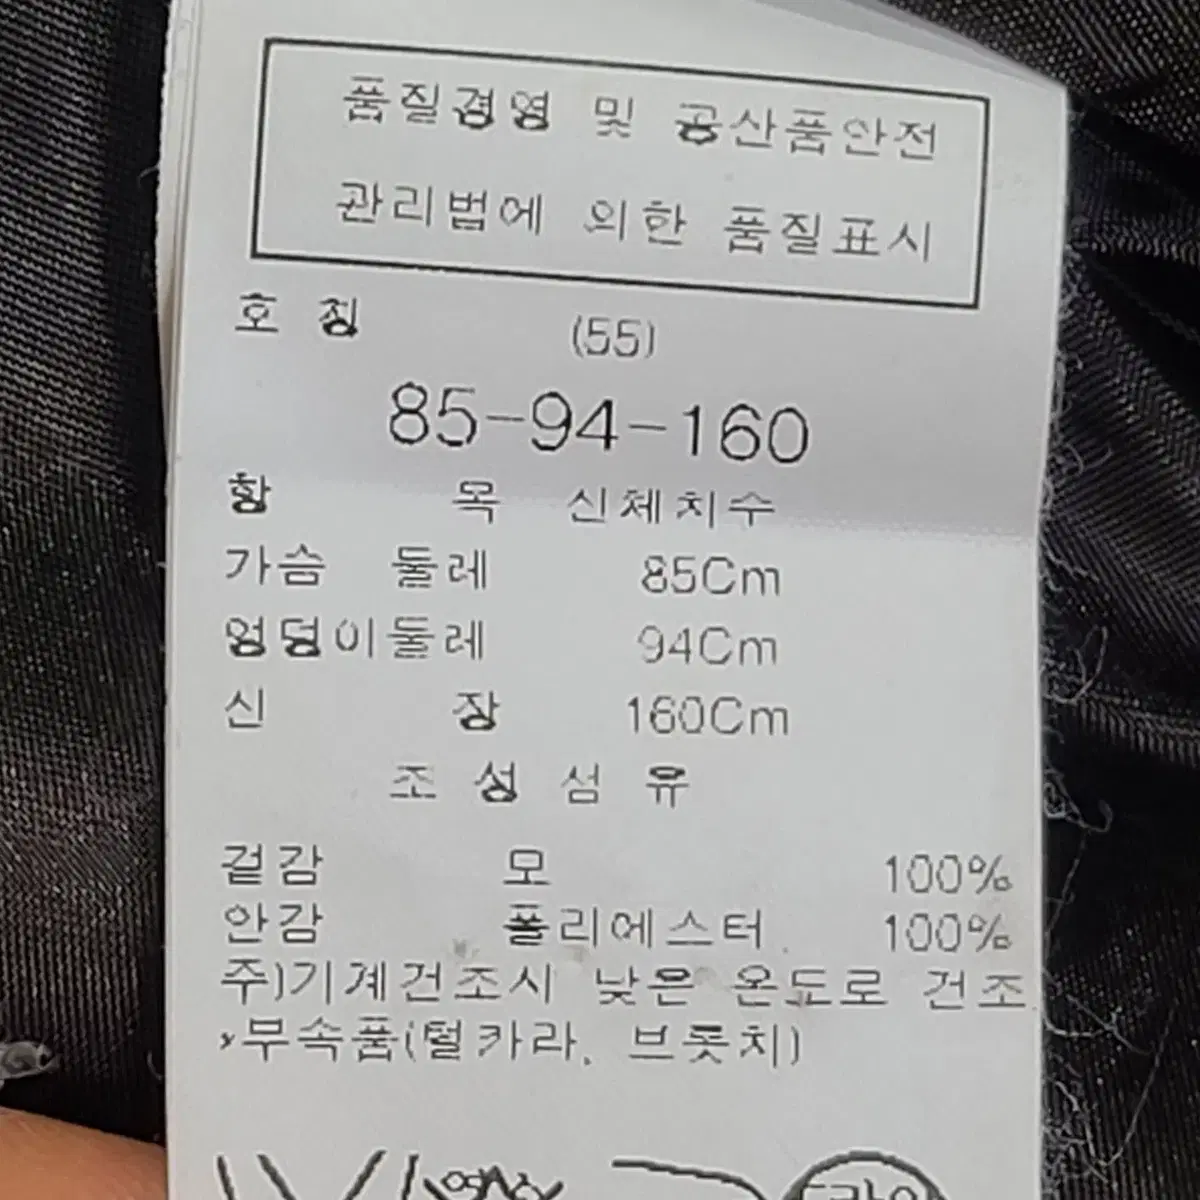 품질경영 및 공산품안전
관리법에 의한 품질표시
호 칭 (55)
85-94-160
항 목 신체치수
가슴 둘레 85Cm
엉덩이둘레 94Cm
신 장 160Cm
조 성 섬 유
겉감 모 100%
안감 폴리에스터 100%
주)기계건조시 낮은 온도로 건조
*부속품(털카라, 브롯치)